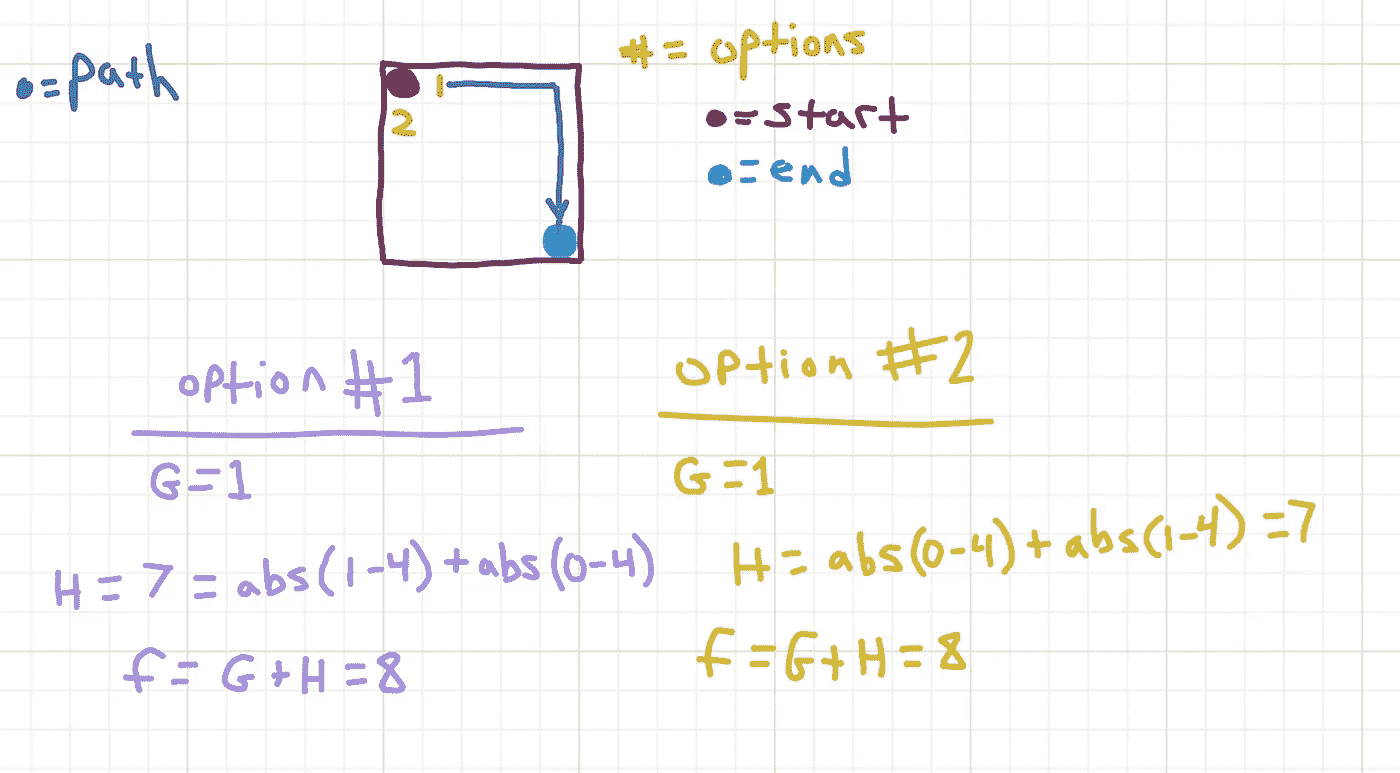 •=path
#= options
•=start
•=end
1
2
option #1
G=1
H = 7 = abs(1-4)+abs(0-4)
f= G+H=8
option #2
G=1
H = abs(0-4)+abs(1-4)=7
f=G+H=8